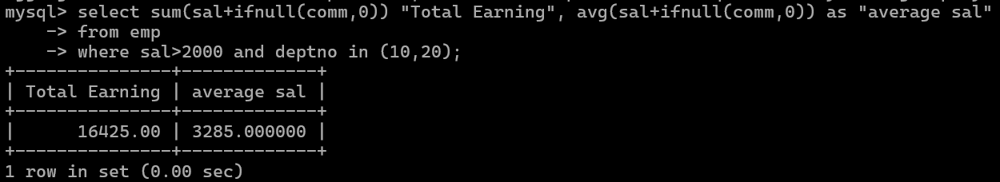 mysql> select sum(sal+ifnull(comm,0)) "Total Earning", avg(sal+ifnull(comm,0)) as "average sal"
    -> from emp
    -> where sal>2000 and deptno in (10,20);
+---------------+-------------+
| Total Earning | average sal |
+---------------+-------------+
|      16425.00 | 3285.000000 |
+---------------+-------------+
1 row in set (0.00 sec)